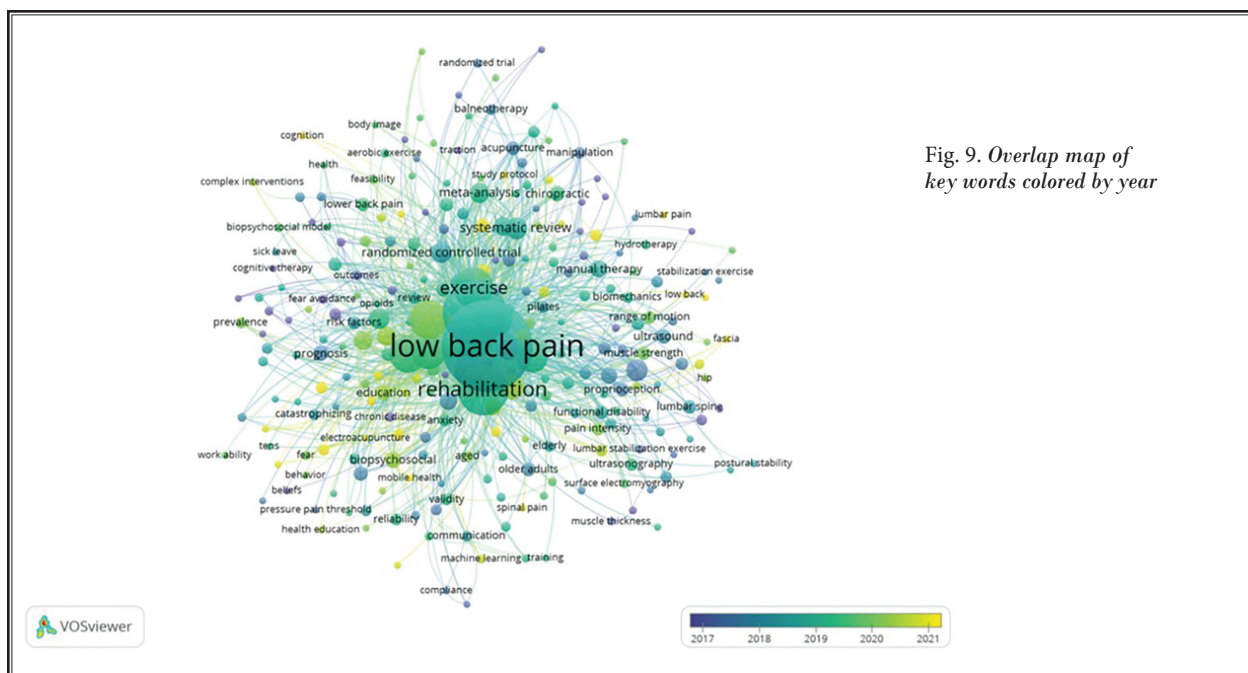 randomized trial
balneotherapy
body image
cognition
traction
acupuncture
manipulation
aerobic exercise
health
study protocol
feasibility
complex interventions
meta-analysis
chiropractic
lower back pain
lumbar pain
biopsychosocial model
systematic review
hydrotherapy
sick leave
randomized controlled trial
cognitive therapy
outcomes
manual therapy
stabilization exercise
exercise
fear avoidance
opioids
review
biomechanics
low back
pilates
prevalence
risk factors
range of motion
ultrasound
fascia
low back pain
prognosis
muscle strength
hip
education
rehabilitation
proprioception
catastrophizing
chronic disease
anxiety
functional disability
lumbar spine
pain intensity
electroacupuncture
tens
elderly
lumbar stabilization exercise
work ability
fear
biopsychosocial
aged
older adults
ultrasonography
postural stability
behavior
mobile health
surface electromyography
beliefs
validity
pressure pain threshold
spinal pain
reliability
muscle thickness
health education
communication
machine learning
training
compliance
VOSviewer
2017 2018 2019 2020 2021
Fig. 9. Overlap map of
key words colored by year